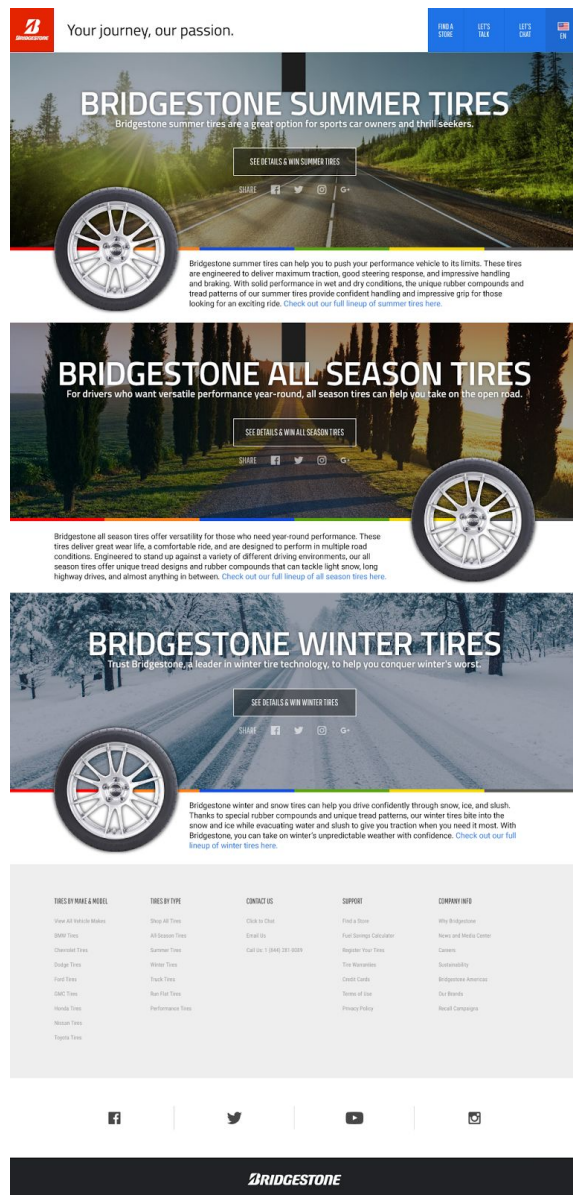 BRIDGESTONE
Your journey, our passion.
FIND A
STORE
LET'S
TALK
LET'S
CHAT
EN
BRIDGESTONE SUMMER TIRES
Bridgestone summer tires are a great option for sports car owners and thrill seekers.
SEE DETAILS & WIN SUMMER TIRES
SHARE
G+
Bridgestone summer tires can help you to push your performance vehicle to its limits. These tires
are engineered to deliver maximum traction, good steering response, and impressive handling
and braking. With solid performance in wet and dry conditions, the unique rubber compounds and
tread patterns of our summer tires provide confident handling and impressive grip for those
looking for an exciting ride. Check out our full lineup of summer tires here.
BRIDGESTONE ALL SEASON TIRES
For drivers who want versatile performance year-round, all season tires can help you take on the open road.
SEE DETAILS & WIN ALL SEASON TIRES
SHARE
G+
Bridgestone all season tires offer versatility for those who need year-round performance. These
tires deliver great wear life, a comfortable ride, and are designed to perform in multiple road
conditions. Engineered to stand up against a variety of different driving environments, our all
season tires offer unique tread designs and rubber compounds that can tackle light snow, long
highway drives, and almost anything in between. Check out our full lineup of all season tires here.
BRIDGESTONE WINTER TIRES
Trust Bridgestone, a leader in winter tire technology, to help you conquer winter's worst.
SEE DETAILS & WIN WINTER TIRES
SHARE
G+
Bridgestone winter and snow tires can help you drive confidently through snow, ice, and slush.
Thanks to special rubber compounds and unique tread patterns, our winter tires bite into the
snow and ice while evacuating water and slush to give you traction when you need it most. With
Bridgestone, you can take on winter's unpredictable weather with confidence. Check out our full
lineup of winter tires here.
TIRES BY MAKE & MODEL
View All Vehicle Makes
BMW Tires
Chevrolet Tires
Dodge Tires
Ford Tires
GMC Tires
Honda Tires
Nissan Tires
Toyota Tires
TIRES BY TYPE
Shop All Tires
All-Season Tires
Summer Tires
Winter Tires
Truck Tires
Run-Flat Tires
Performance Tires
CONTACT US
Click to Chat
Email Us
Call Us: 1 (844)
SUPPORT
Find a Store
Fuel Savings Calculator
Register Your Tires
Tire Warranties
Credit Cards
Terms of Use
Privacy Policy
COMPANY INFO
Why Bridgestone
News and Media Center
Careers
Sustainability
Bridgestone Americas
Our Brands
Recall Campaigns
BRIDGESTONE